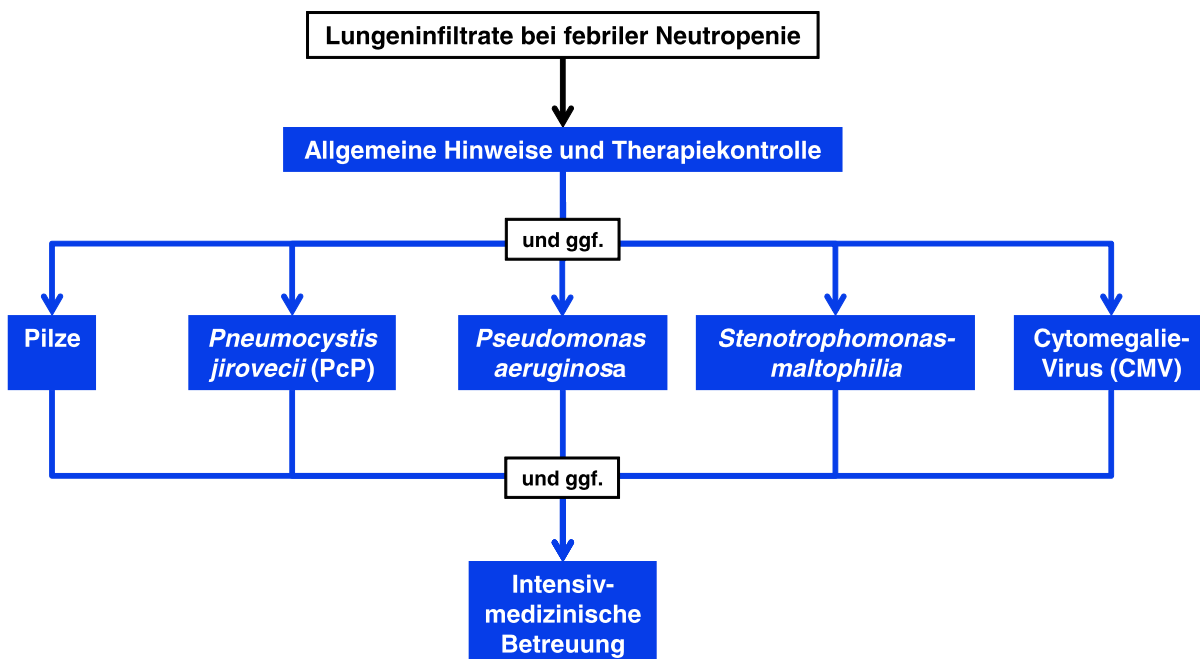 Lungeninfiltrate bei febriler Neutropenie
Allgemeine Hinweise und Therapiekontrolle
und ggf.
Pilze
Pneumocystis
jirovecii (PcP)
Pseudomonas
aeruginosa
Stenotrophomonas-
maltophilia
Cytomegalie-
Virus (CMV)
und ggf.
Intensiv-
medizinische
Betreuung